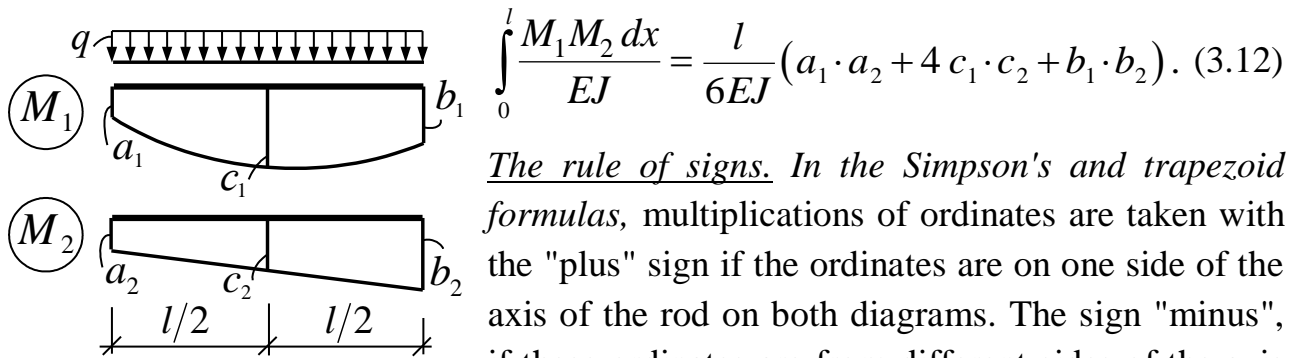 q
M₁
a₁
c₁
b₁
M₂
a₂
c₂
b₂
l/2 l/2
∫₀ˡ M₁M₂ dx / EJ = l / 6EJ (a₁·a₂ + 4 c₁·c₂ + b₁·b₂). (3.12)
The rule of signs. In the Simpson's and trapezoid
formulas, multiplications of ordinates are taken with
the "plus" sign if the ordinates are on one side of the
axis of the rod on both diagrams. The sign "minus",